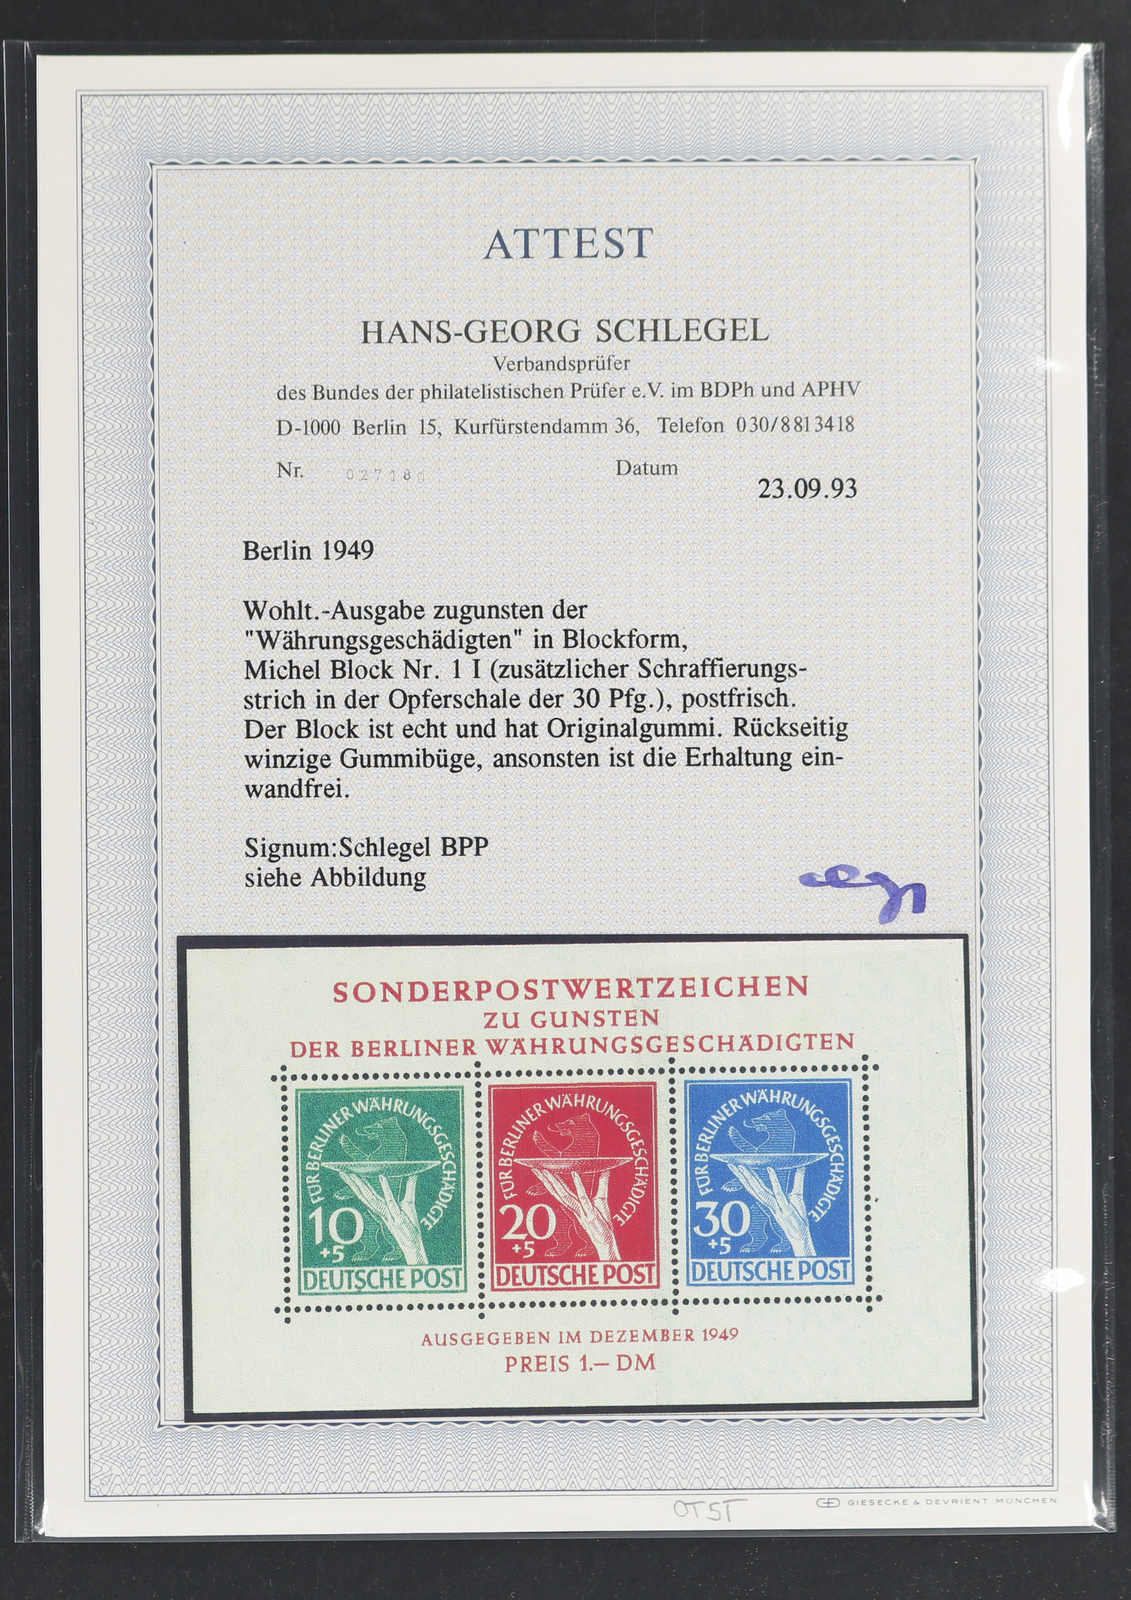 ATTEST
HANS-GEORG SCHLEGEL
Verbandsprüfer
des Bundes der philatelistischen Prüfer e.V. im BDPh und APHV
D-1000 Berlin 15, Kurfürstendamm 36, Telefon 030/8813418
Nr. Datum
23.09.93
Berlin 1949
Wohlt.-Ausgabe zugunsten der
"Währungsgeschädigten" in Blockform,
Michel Block Nr. 1 I (zusätzlicher Schraffierungs-
strich in der Opferschale der 30 Pfg.), postfrisch.
Der Block ist echt und hat Originalgummi. Rückseitig
winzige Gummibüge, ansonsten ist die Erhaltung ein-
wandfrei.
Signum:Schlegel BPP
siehe Abbildung
SONDERPOSTWERTZEICHEN
ZU GUNSTEN
DER BERLINER WÄHRUNGSGESCHÄDIGTEN
FÜR BERLINER WÄHRUNGSGESCHÄDIGTE
10
+5
DEUTSCHE POST
FÜR BERLINER WÄHRUNGSGESCHÄDIGTE
20
+5
DEUTSCHE POST
FÜR BERLINER WÄHRUNGSGESCHÄDIGTE
30
+5
DEUTSCHE POST
AUSGEGEBEN IM DEZEMBER 1949
PREIS 1.— DM
OTST
GIESECKE & DEVRIENT MÜNCHEN